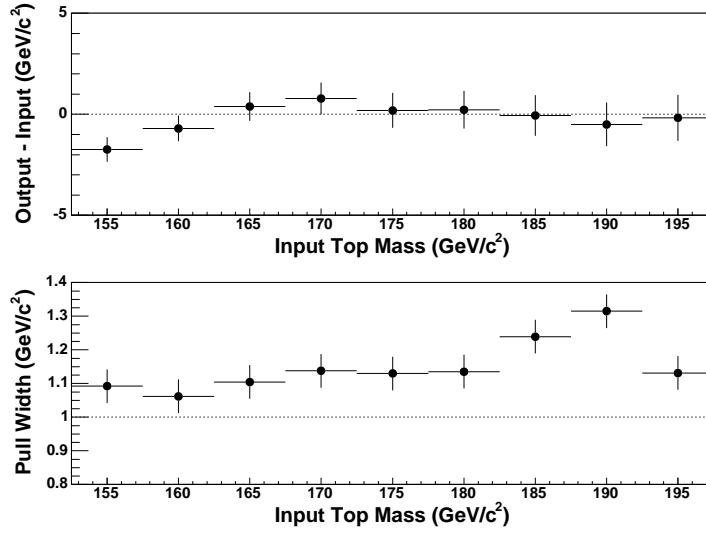 5
0
-5
Output - Input (GeV/c²)
155 160 165 170 175 180 185 190 195
Input Top Mass (GeV/c²)
1.4
1.3
1.2
1.1
1
0.9
0.8
Pull Width (GeV/c²)
155 160 165 170 175 180 185 190 195
Input Top Mass (GeV/c²)